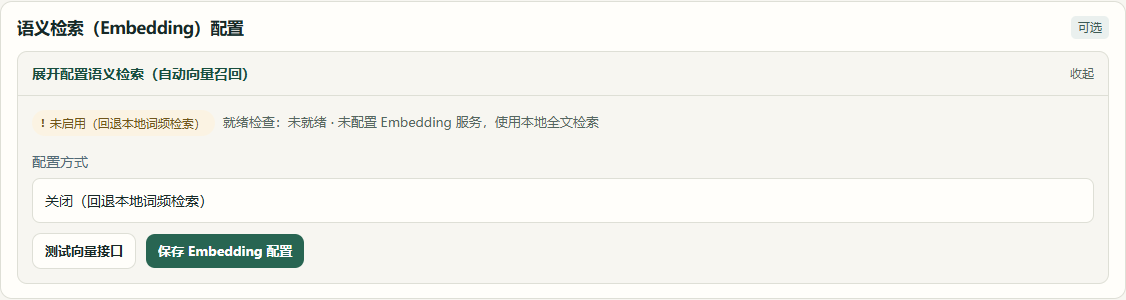 语义检索（Embedding）配置
可选
展开配置语义检索（自动向量召回）
收起
! 未启用（回退本地词频检索）
就绪检查：未就绪 · 未配置 Embedding 服务，使用本地全文检索
配置方式
关闭（回退本地词频检索）
测试向量接口
保存 Embedding 配置